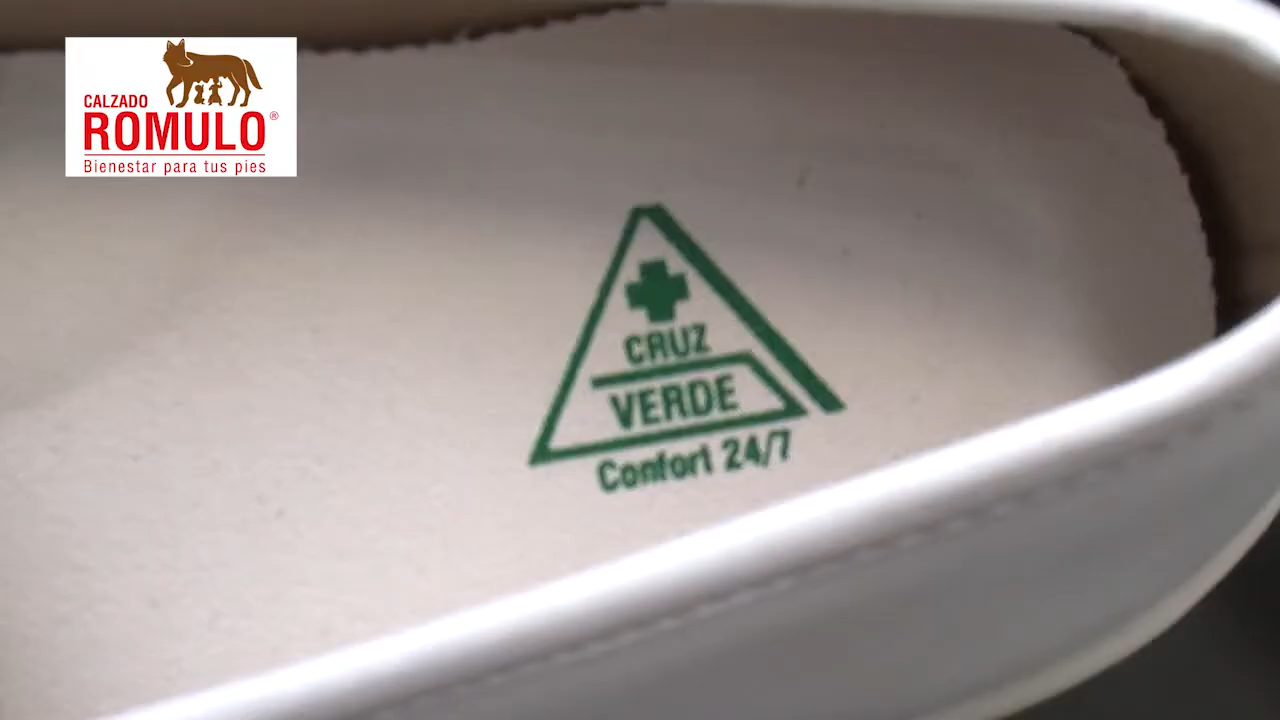 CALZADO
ROMULO®
Bienestar para tus pies
CRUZ
VERDE
Confort 24/7